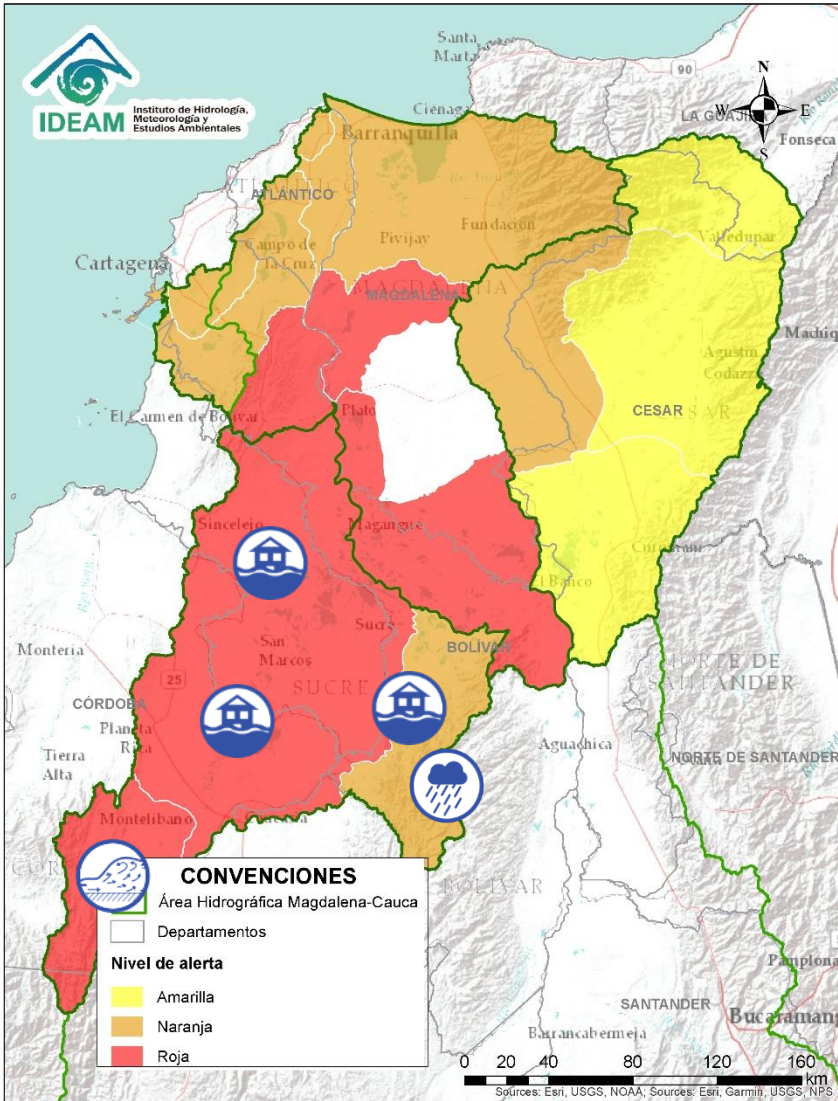 IDEAM
Instituto de Hidrología,
Meteorología y
Estudios Ambientales
Santa
Marta
90
N
W
E
S
LA GUAJI
Fonseca
Ciénaga
Barranquilla
ATLÁNTICO
Valledupar
Fundación
Pivijay
Campo de
la Cruz
Cartagena
MAGDALENA
Agustín
Codazzi
CESAR
El Carmen de Bolívar
Plato
Sincelejo
Magangué
El Banco
Sucre
BOLÍVAR
San
Marcos
SUCRE
Montería
25
CÓRDOBA
Planeta
Rica
Tierra
Alta
NORTE DE
SANTANDER
Aguachica
NORTE DE SANTANDER
Montelíbano
BOLÍVAR
CONVENCIONES
Área Hidrográfica Magdalena-Cauca
Departamentos
Nivel de alerta
Amarilla
Naranja
Roja
Pamplona
SANTANDER
Bucaramang
Barrancabermeja
0 20 40 80 120 160
km
Sources: Esri, USGS, NOAA; Sources: Esri, Garmin, USGS, NPS